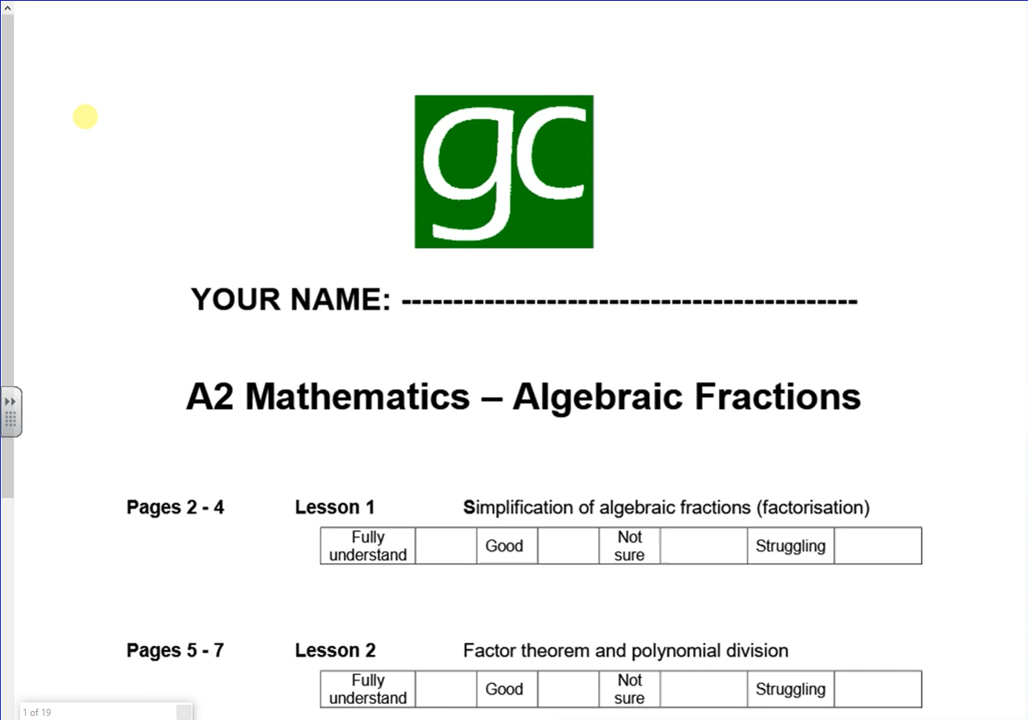 gc
YOUR NAME: --------------------------------------------
A2 Mathematics – Algebraic Fractions
Pages 2 - 4 Lesson 1 Simplification of algebraic fractions (factorisation)
Fully understand Good Not sure Struggling
Pages 5 - 7 Lesson 2 Factor theorem and polynomial division
Fully understand Good Not sure Struggling
1 of 19